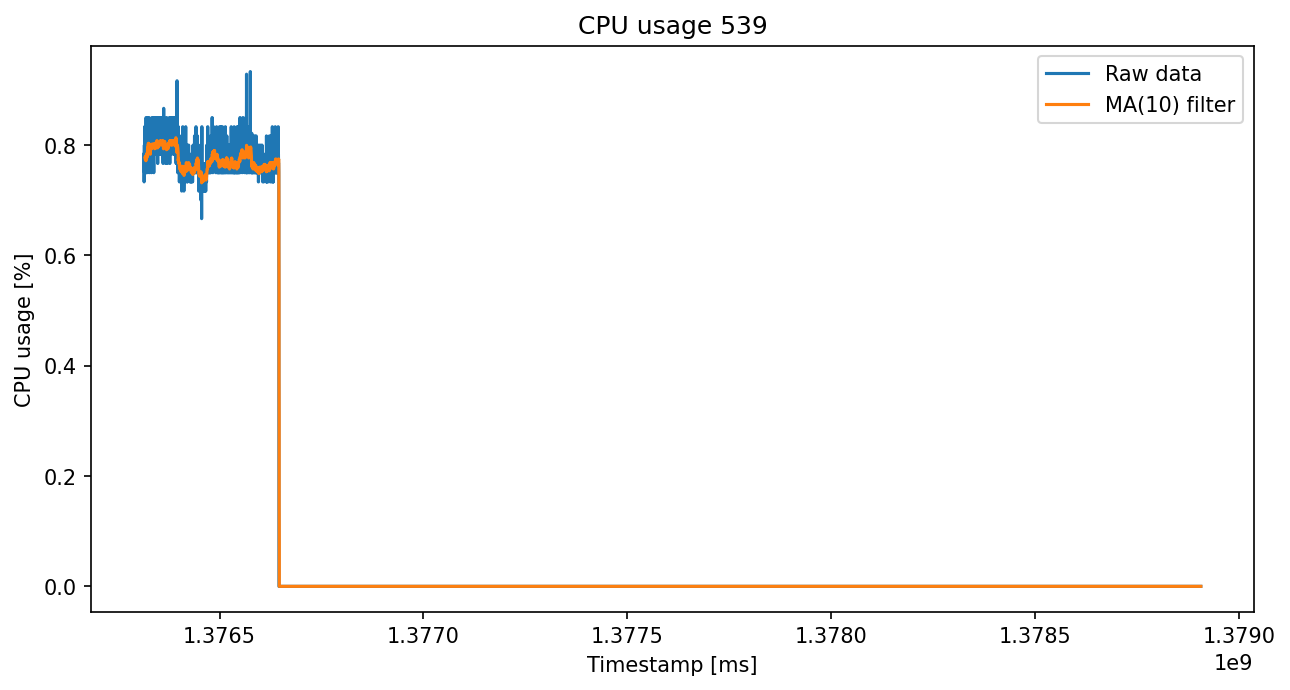 CPU usage 539
Raw data
MA(10) filter
CPU usage [%]
0.8
0.6
0.4
0.2
0.0
1.3765 1.3770 1.3775 1.3780 1.3785 1.3790
1e9
Timestamp [ms]